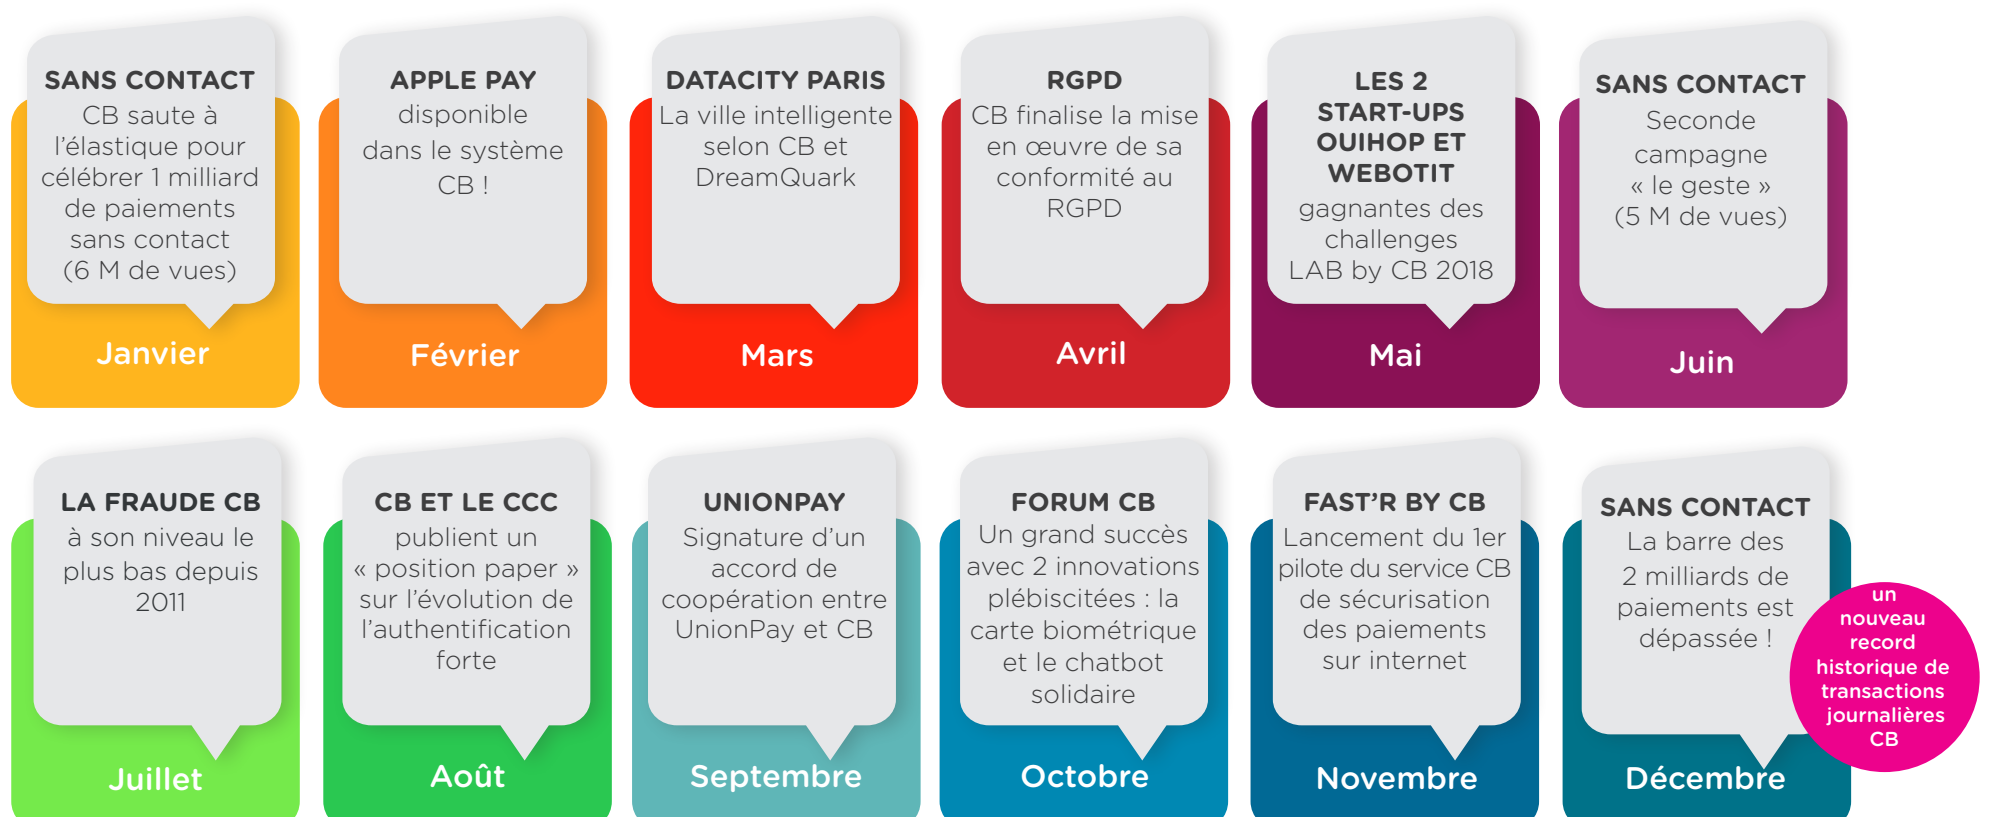 SANS CONTACT
CB saute à
l’élastique pour
célébrer 1 milliard
de paiements
sans contact
(6 M de vues)
Janvier
APPLE PAY
disponible
dans le système
CB !
Février
DATACITY PARIS
La ville intelligente
selon CB et
DreamQuark
Mars
RGPD
CB finalise la mise
en œuvre de sa
conformité au
RGPD
Avril
LES 2
START-UPS
OUIHOP ET
WEBOTIT
gagnantes des
challenges
LAB by CB 2018
Mai
SANS CONTACT
Seconde
campagne
« le geste »
(5 M de vues)
Juin
LA FRAUDE CB
à son niveau le
plus bas depuis
2011
Juillet
CB ET LE CCC
publient un
« position paper »
sur l’évolution de
l’authentification
forte
Août
UNIONPAY
Signature d’un
accord de
coopération entre
UnionPay et CB
Septembre
FORUM CB
Un grand succès
avec 2 innovations
plébiscitées : la
carte biométrique
et le chatbot
solidaire
Octobre
FAST’R BY CB
Lancement du 1er
pilote du service CB
de sécurisation
des paiements
sur internet
Novembre
SANS CONTACT
La barre des
2 milliards de
paiements est
dépassée !
Décembre
un
nouveau
record
historique de
transactions
journalières
CB